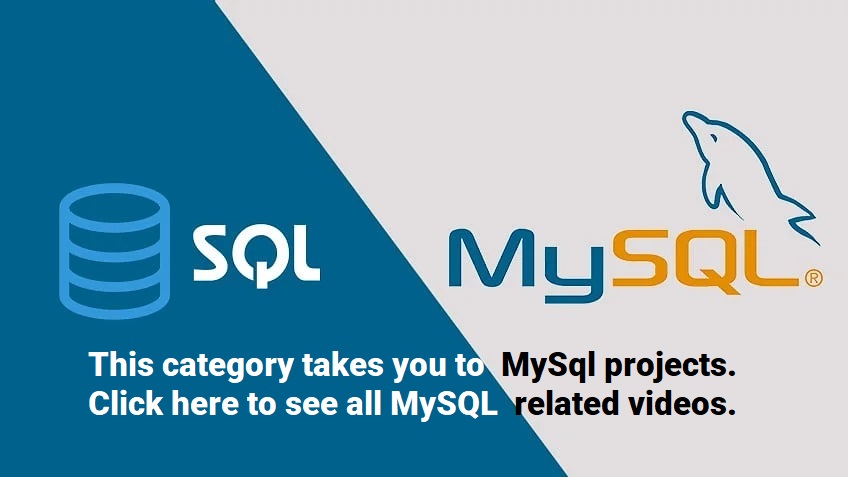 SQL
MySQL®
This category takes you to MySql projects.
Click here to see all MySQL related videos.